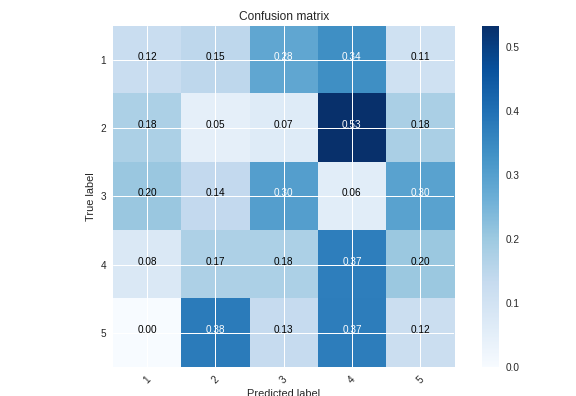 Confusion matrix
1 0.12 0.15 0.28 0.34 0.11
2 0.18 0.05 0.07 0.53 0.18
3 0.20 0.14 0.30 0.06 0.30
4 0.08 0.17 0.18 0.37 0.20
5 0.00 0.38 0.13 0.37 0.12
1 2 3 4 5
True label
Predicted label
0.5
0.4
0.3
0.2
0.1
0.0